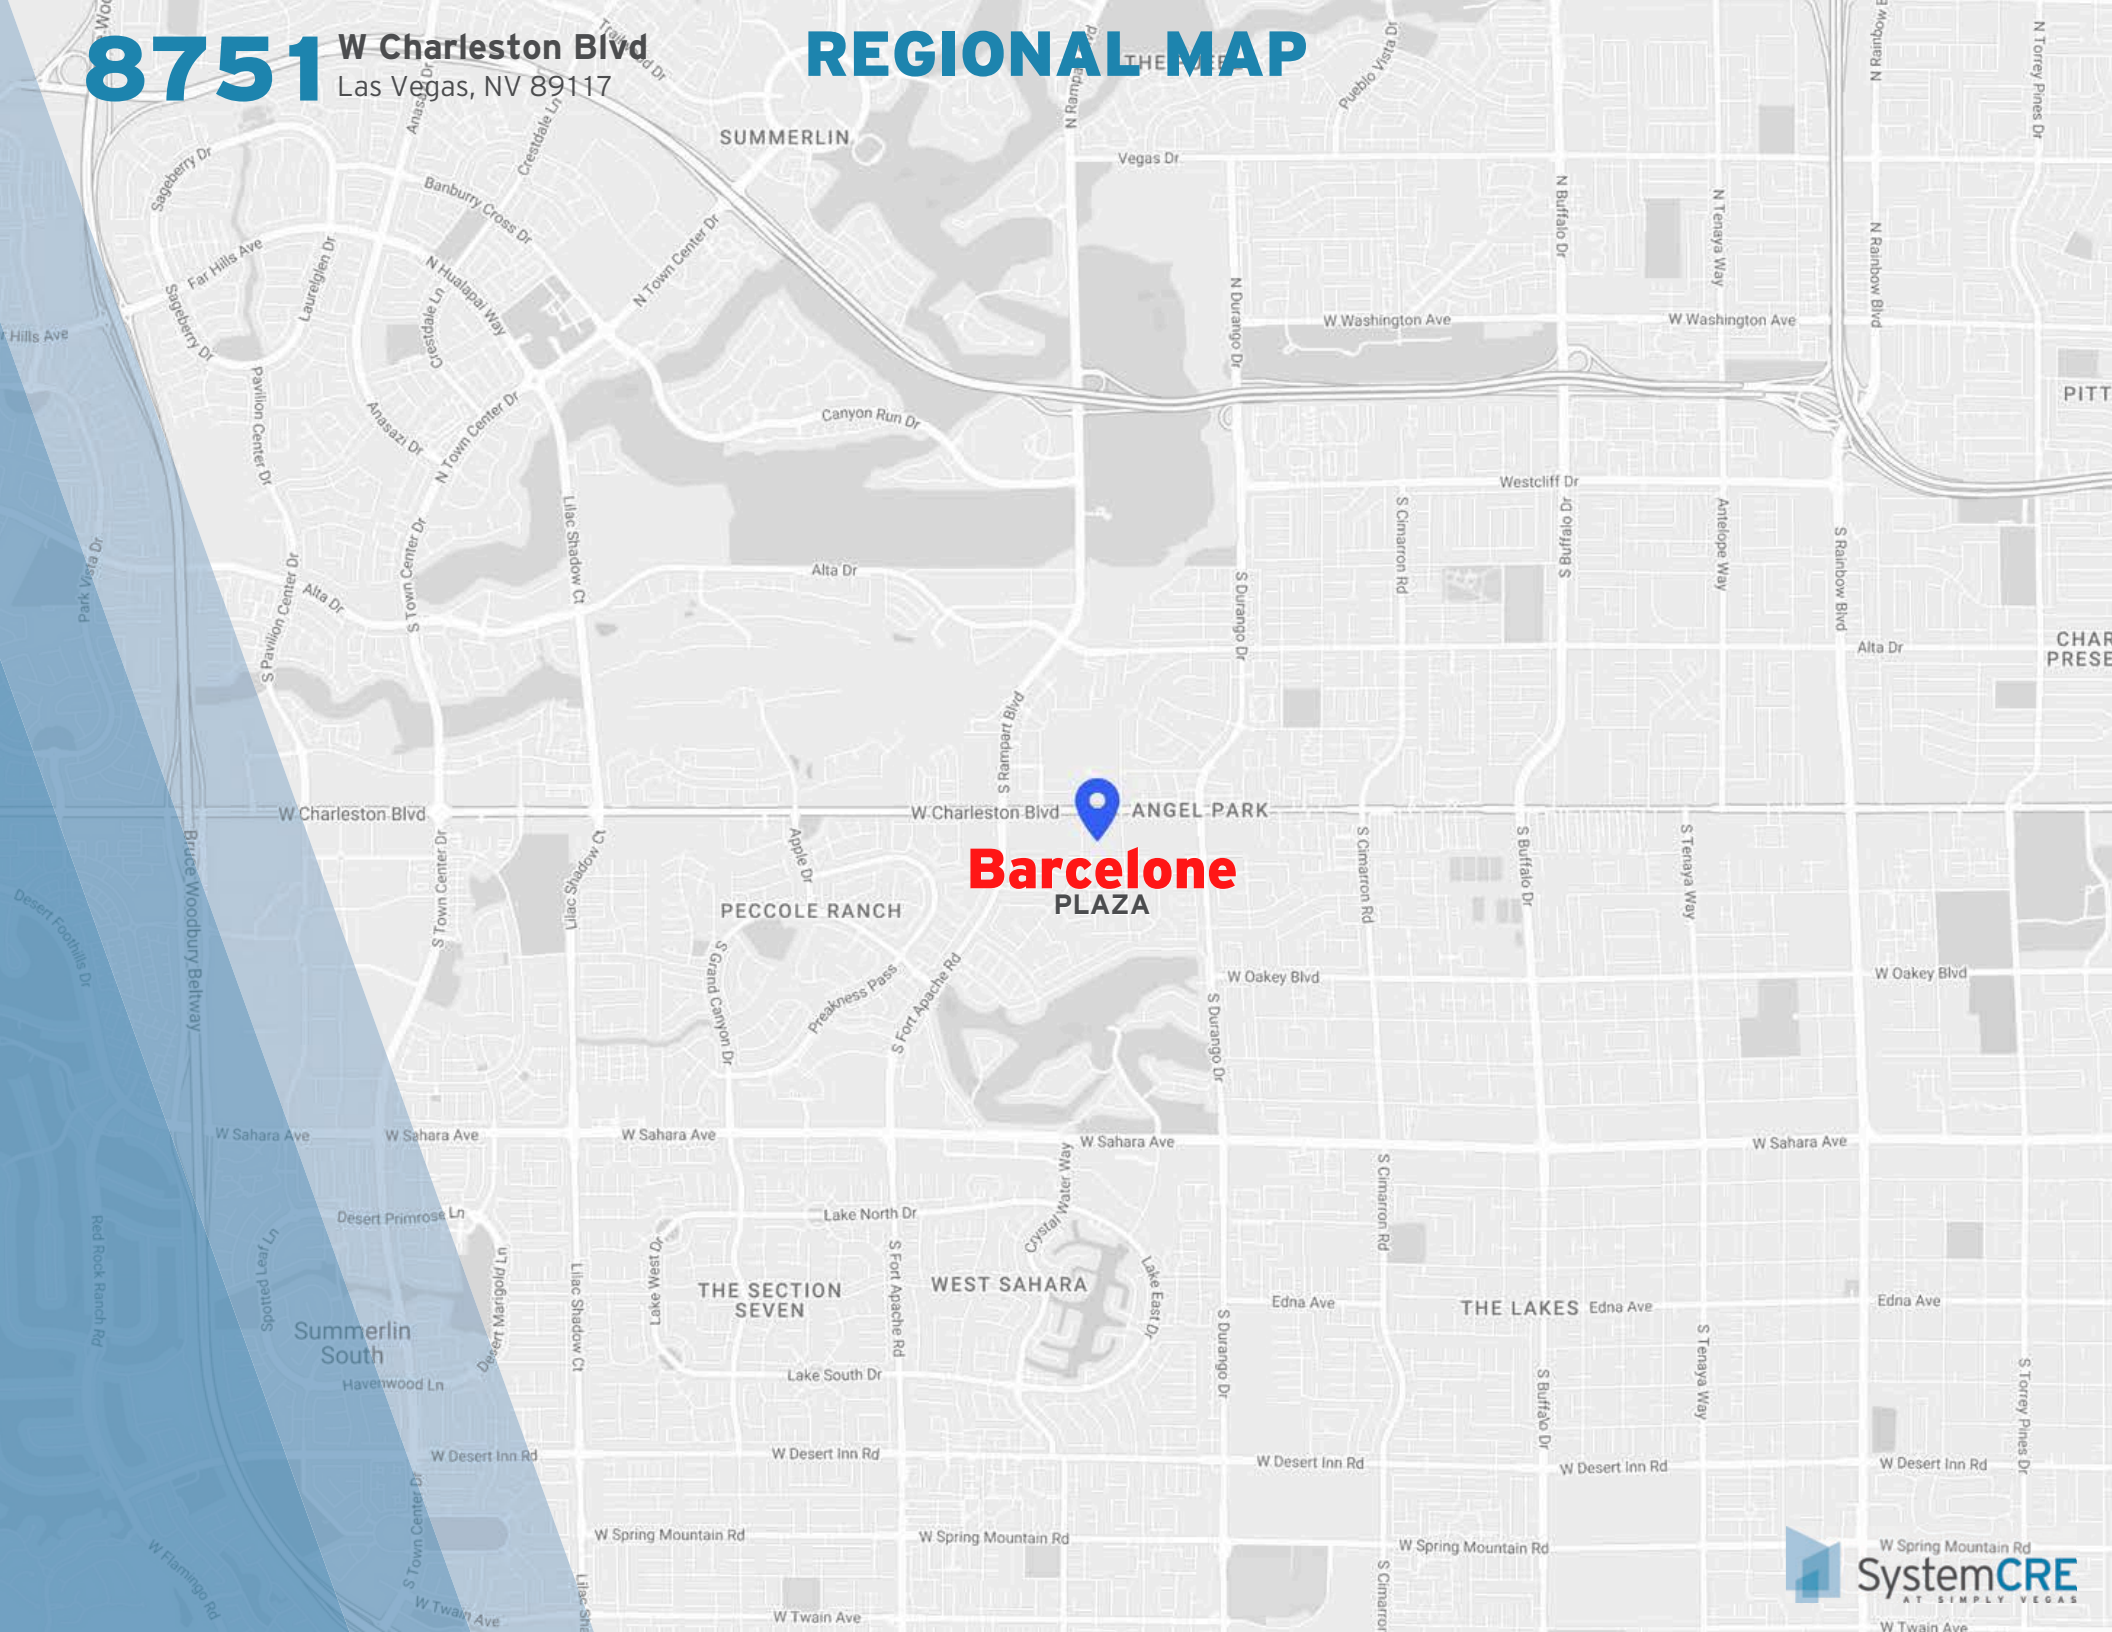 8751
W Charleston Blvd
Las Vegas, NV 89117
REGIONAL MAP
Trailwood Dr
N Rampart Blvd
Pueblo Vista Dr
N Rainbow B
N Torrey Pines Dr
Anasazi Dr
Crestdale Ln
SUMMERLIN
Vegas Dr
Sageberry Dr
Banburry Cross Dr
N Buffalo Dr
N Tenaya Way
N Rainbow Blvd
Far Hills Ave
Laurelglen Dr
N Hualapai Way
N Town Center Dr
Crestdale Ln
Sageberry Dr
N Durango Dr
W Washington Ave
W Washington Ave
Hills Ave
PITT
Pavilion Center Dr
Anasazi Dr
N Town Center Dr
Canyon Run Dr
Westcliff Dr
Lilac Shadow Ct
S Cimarron Rd
S Buffalo Dr
Antelope Way
S Rainbow Blvd
Park Vista Dr
S Pavilion Center Dr
Alta Dr
S Town Center Dr
Alta Dr
S Durango Dr
Alta Dr
CHAR
PRESE
S Rampart Blvd
W Charleston Blvd
W Charleston Blvd
ANGEL PARK
Barcelone
PLAZA
Bruce Woodbury Beltway
S Town Center Dr
Lilac Shadow Ct
Apple Dr
S Cimarron Rd
S Buffalo Dr
S Tenaya Way
Desert Foothills Dr
PECCOLE RANCH
S Grand Canyon Dr
Preakness Pass
S Fort Apache Rd
W Oakey Blvd
W Oakey Blvd
S Durango Dr
W Sahara Ave
W Sahara Ave
W Sahara Ave
W Sahara Ave
W Sahara Ave
Crystal Water Way
S Cimarron Rd
Desert Primrose Ln
Lake North Dr
Red Rock Ranch Rd
Spotted Leaf Ln
Desert Marigold Ln
Lilac Shadow Ct
Lake West Dr
S Fort Apache Rd
Lake East Dr
THE SECTION
SEVEN
WEST SAHARA
Edna Ave
THE LAKES
Edna Ave
Edna Ave
Summerlin
South
S Durango Dr
S Tenaya Way
S Buffalo Dr
S Torrey Pines Dr
Havenwood Ln
Lake South Dr
W Desert Inn Rd
W Desert Inn Rd
W Desert Inn Rd
W Desert Inn Rd
W Desert Inn Rd
S Town Center Dr
W Spring Mountain Rd
W Spring Mountain Rd
W Spring Mountain Rd
W Spring Mountain Rd
W Flamingo Rd
Lilac Sha
S Cimarror
SystemCRE
AT SIMPLY VEGAS
W Twain Ave
W Twain Ave
W Twain Ave